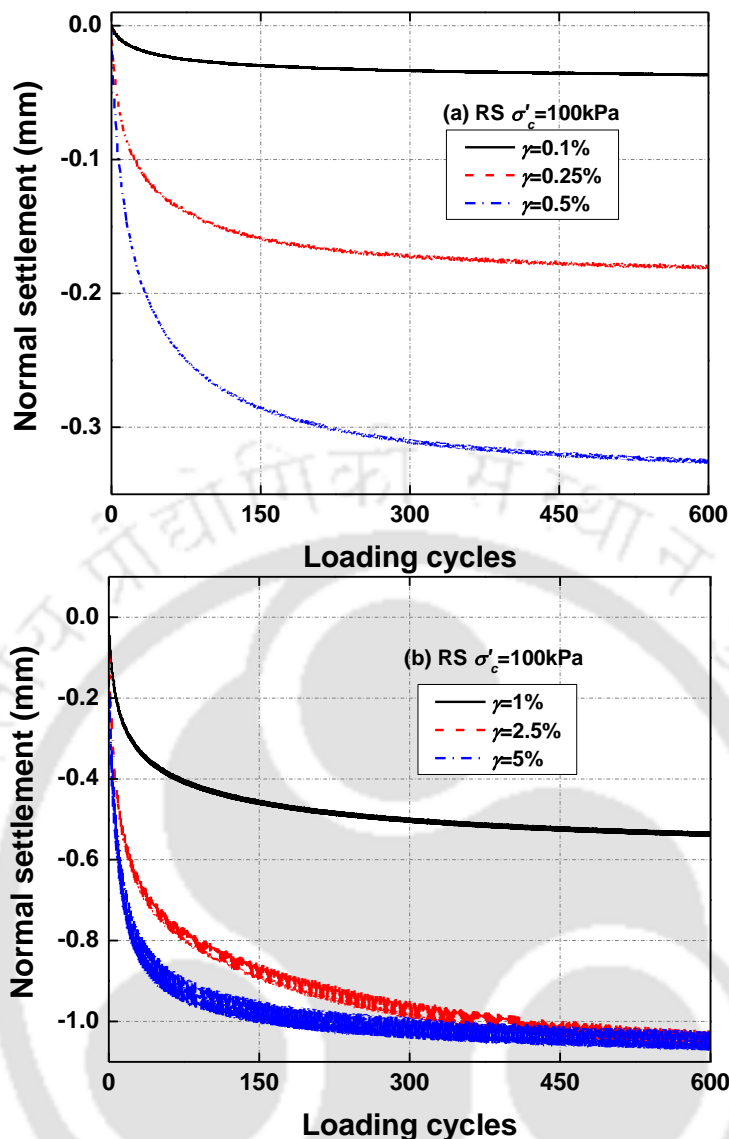 0.0
-0.1
-0.2
-0.3
Normal settlement (mm)
(a) RS σ′c=100kPa
γ=0.1%
γ=0.25%
γ=0.5%
0 150 300 450 600
Loading cycles
0.0
-0.2
-0.4
-0.6
-0.8
-1.0
Normal settlement (mm)
(b) RS σ′c=100kPa
γ=1%
γ=2.5%
γ=5%
0 150 300 450 600
Loading cycles